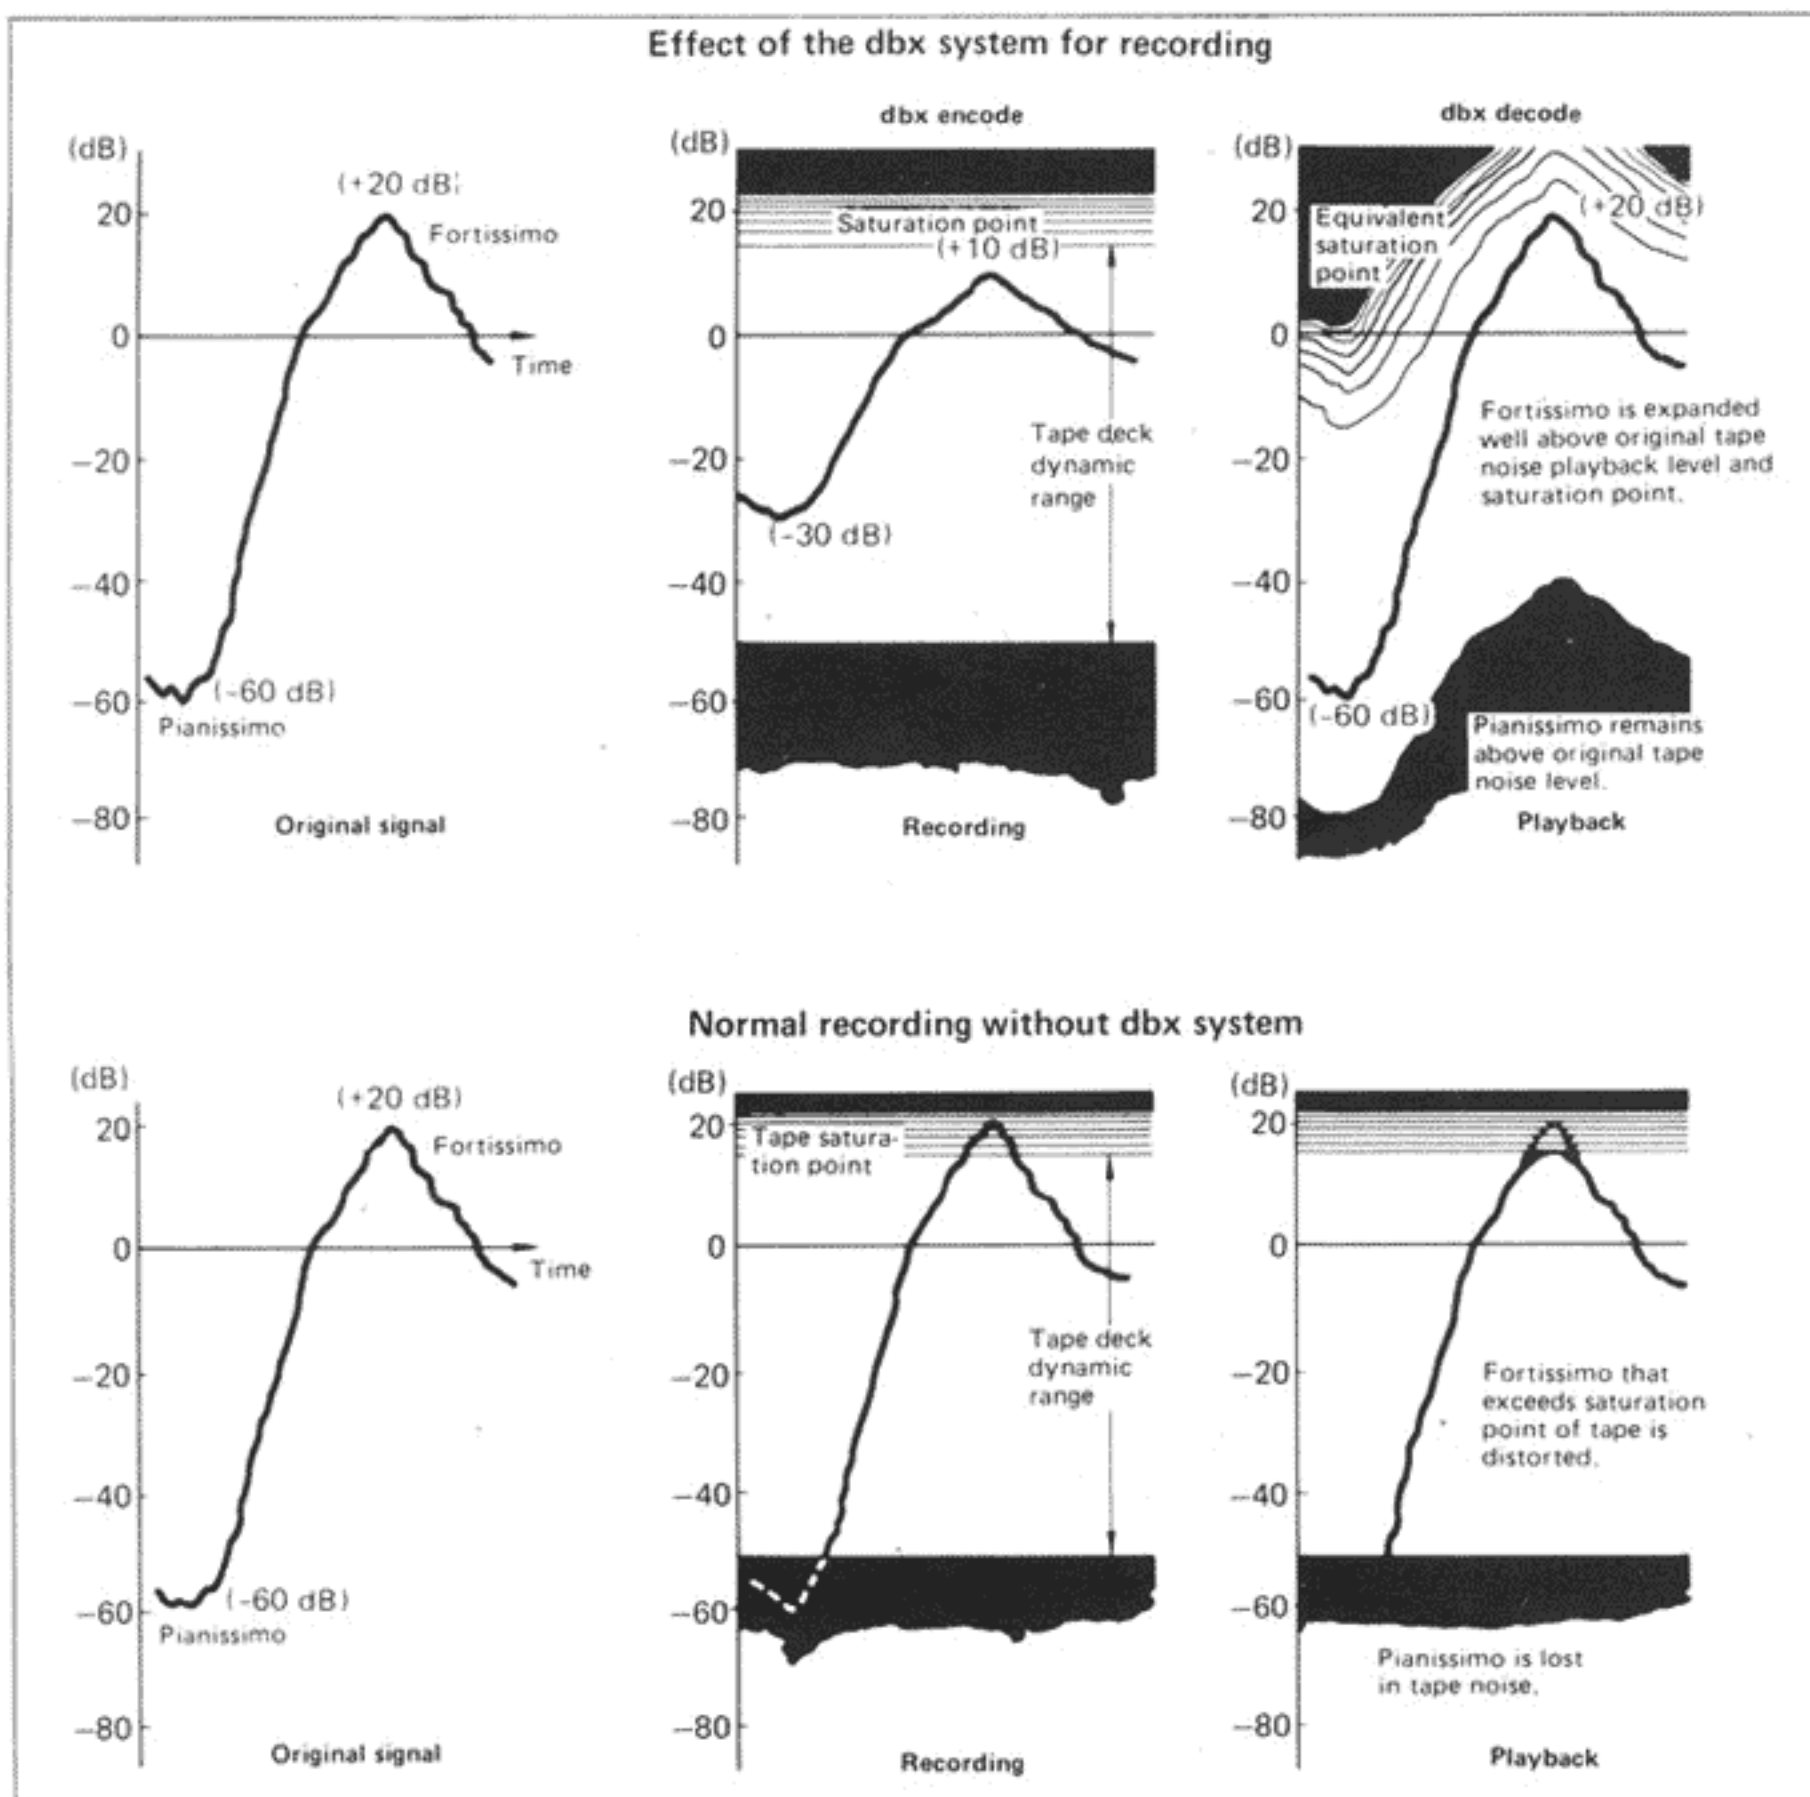 Effect of the dbx system for recording
(dB)
(+20 dB)
20
Fortissimo
0
Time
−20
−40
(-60 dB)
−60
Pianissimo
−80
Original signal
dbx encode
(dB)
20
Saturation point
(+10 dB)
0
Tape deck
−20
dynamic
range
(-30 dB)
−40
−60
−80
Recording
dbx decode
(dB)
20
(+20 dB)
Equivalent
saturation
point
0
Fortissimo is expanded
well above original tape
−20
noise playback level and
saturation point.
−40
−60
(-60 dB)
Pianissimo remains
above original tape
noise level.
−80
Playback
Normal recording without dbx system
(dB)
(+20 dB)
20
Fortissimo
0
Time
−20
−40
(-60 dB)
−60
Pianissimo
−80
Original signal
(dB)
20
Tape satura-
tion point
0
Tape deck
dynamic
−20
range
−40
−60
−80
Recording
(dB)
20
0
−20
Fortissimo that
exceeds saturation
point of tape is
distorted.
−40
−60
Pianissimo is lost
in tape noise.
−80
Playback